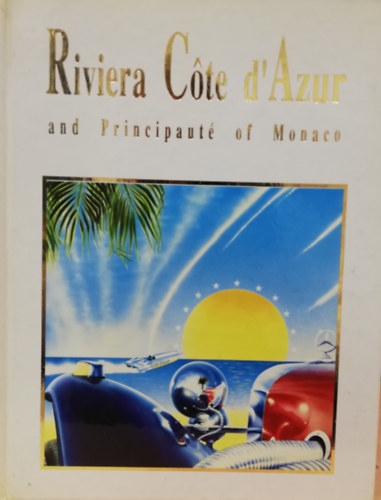 Riviera Côte d'Azur
and Principauté of Monaco